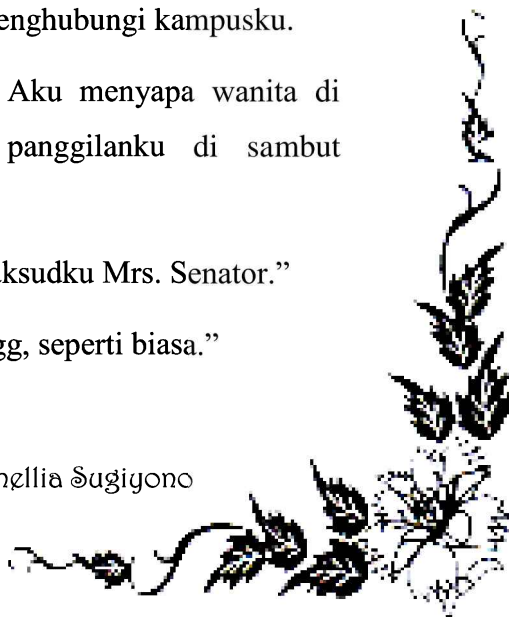 enghubungi kampusku.
Aku menyapa wanita di
panggilanku di sambut
ksudku Mrs. Senator.”
gg, seperti biasa.”
ellia Sugiyono